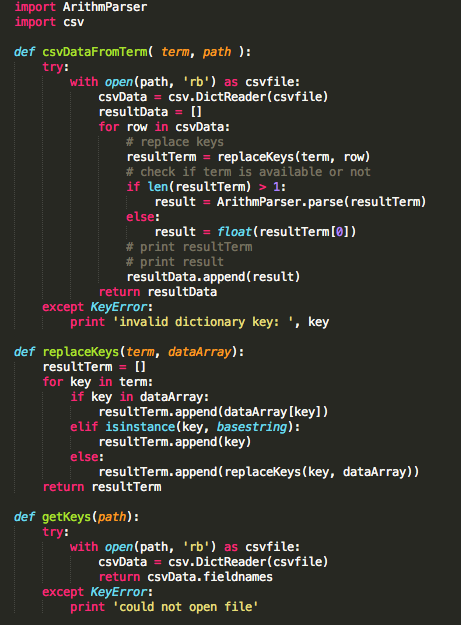 import ArithmParser
import csv

def csvDataFromTerm( term, path ):
    try:
        with open(path, 'rb') as csvfile:
            csvData = csv.DictReader(csvfile)
            resultData = []
            for row in csvData:
                # replace keys
                resultTerm = replaceKeys(term, row)
                # check if term is available or not
                if len(resultTerm) > 1:
                    result = ArithmParser.parse(resultTerm)
                else:
                    result = float(resultTerm[0])
                # print resultTerm
                # print result
                resultData.append(result)
            return resultData
    except KeyError:
        print 'invalid dictionary key: ', key

def replaceKeys(term, dataArray):
    resultTerm = []
    for key in term:
        if key in dataArray:
            resultTerm.append(dataArray[key])
        elif isinstance(key, basestring):
            resultTerm.append(key)
        else:
            resultTerm.append(replaceKeys(key, dataArray))
    return resultTerm

def getKeys(path):
    try:
        with open(path, 'rb') as csvfile:
            csvData = csv.DictReader(csvfile)
            return csvData.fieldnames
    except KeyError:
        print 'could not open file'